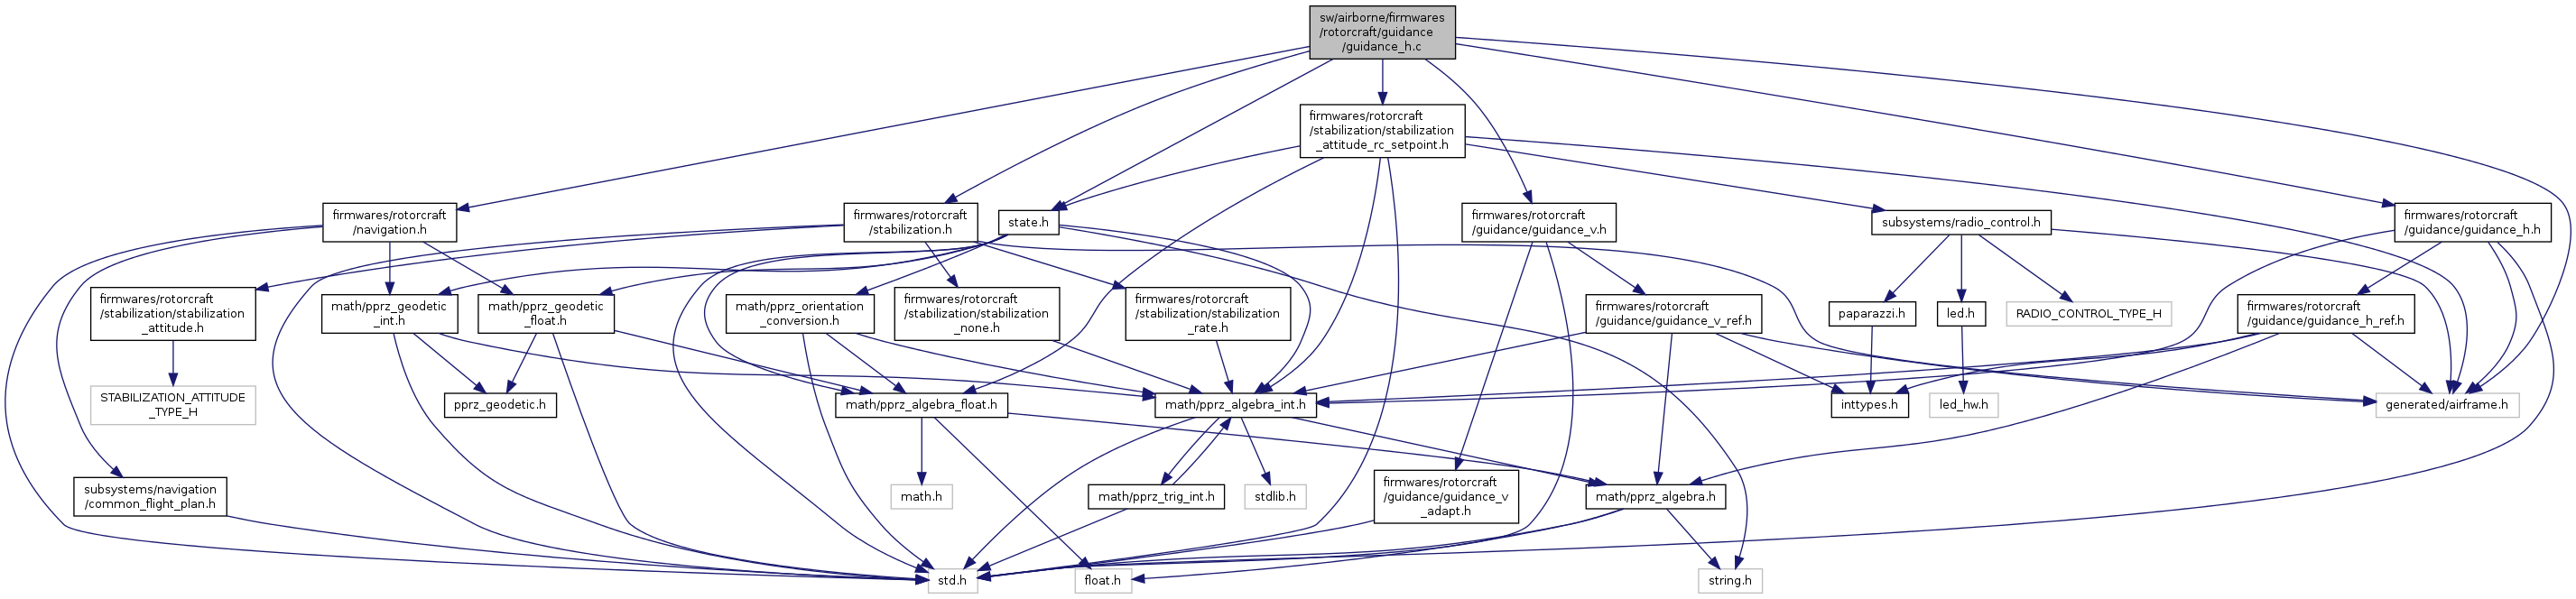 sw/airborne/firmwares
/rotorcraft/guidance
/guidance_h.c
firmwares/rotorcraft
/stabilization/stabilization
_attitude_rc_setpoint.h
firmwares/rotorcraft
/navigation.h
firmwares/rotorcraft
/stabilization.h
state.h
firmwares/rotorcraft
/guidance/guidance_v.h
subsystems/radio_control.h
firmwares/rotorcraft
/guidance/guidance_h.h
firmwares/rotorcraft
/stabilization/stabilization
_attitude.h
math/pprz_geodetic
_int.h
math/pprz_geodetic
_float.h
math/pprz_orientation
_conversion.h
firmwares/rotorcraft
/stabilization/stabilization
_none.h
firmwares/rotorcraft
/stabilization/stabilization
_rate.h
firmwares/rotorcraft
/guidance/guidance_v_ref.h
paparazzi.h
led.h
RADIO_CONTROL_TYPE_H
firmwares/rotorcraft
/guidance/guidance_h_ref.h
STABILIZATION_ATTITUDE
_TYPE_H
pprz_geodetic.h
math/pprz_algebra_float.h
math/pprz_algebra_int.h
inttypes.h
led_hw.h
generated/airframe.h
subsystems/navigation
/common_flight_plan.h
math.h
math/pprz_trig_int.h
stdlib.h
firmwares/rotorcraft
/guidance/guidance_v
_adapt.h
math/pprz_algebra.h
std.h
float.h
string.h